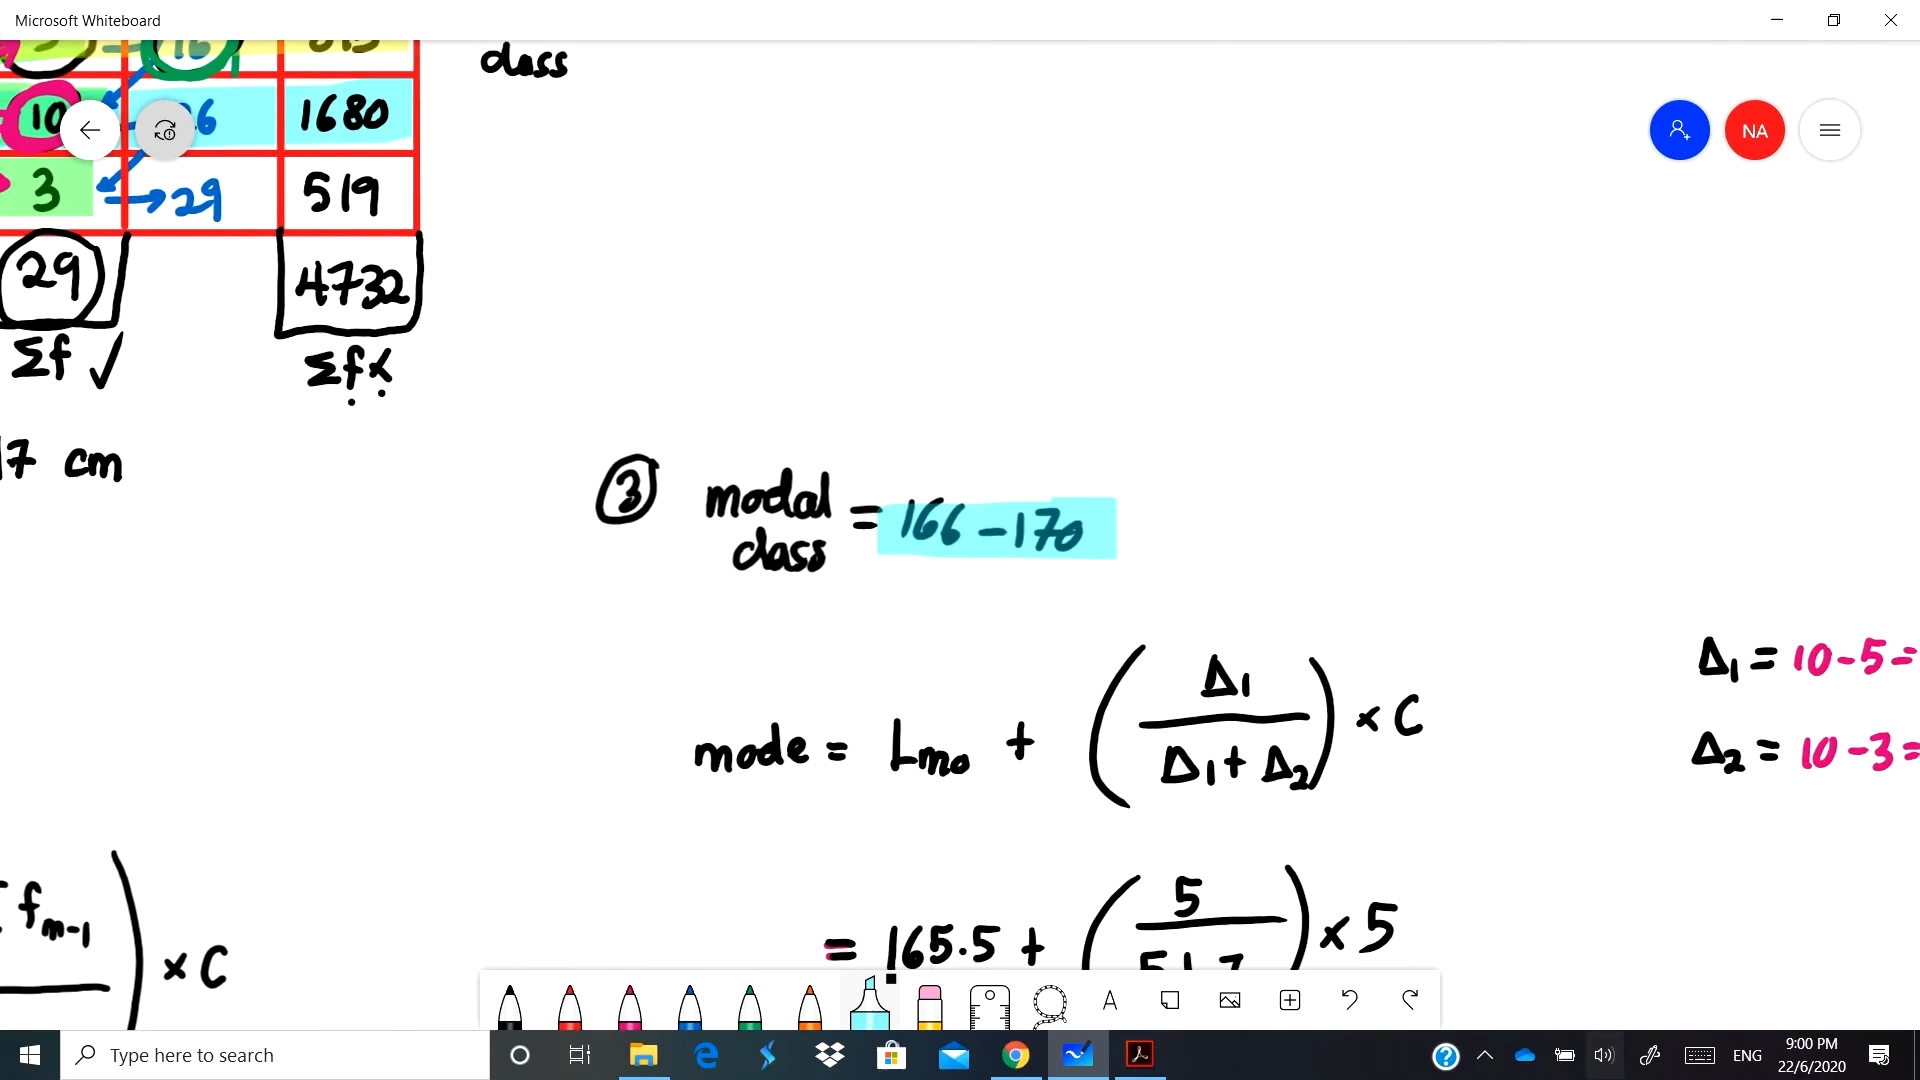 Microsoft Whiteboard
class
10 1680
3 → 29 519
29 4732
Σf ✓ Σfx
17 cm
③ modal class = 166 – 170
mode = Lmo + (Δ1 / Δ1 + Δ2) × C
Δ1 = 10 - 5 =
Δ2 = 10 - 3 =
fm-1
× C
= 165.5 + (5 / 5+7) × 5
NA
A
Type here to search
ENG
9:00 PM
22/6/2020